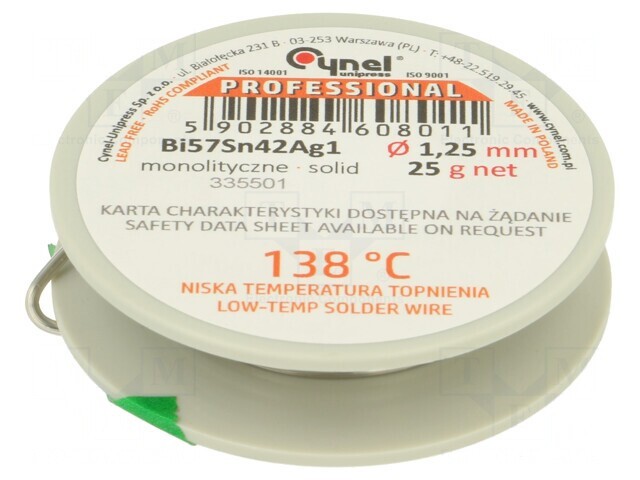 Cynel-Unipress Sp. z o.o. · ul. Białołęcka 231 B · 03-253 Warszawa (PL) · T: +48-22.519.29.45 · www.cynel.com.pl
LEAD FREE · RoHS COMPLIANT
Cynel
unipress
ISO 14001
ISO 9001
MADE IN POLAND
PROFESSIONAL
5 902884 608011
Bi57Sn42Ag1
Ø 1,25 mm
monolityczne · solid
25 g net
335501
KARTA CHARAKTERYSTYKI DOSTĘPNA NA ŻĄDANIE
SAFETY DATA SHEET AVAILABLE ON REQUEST
138 °C
NISKA TEMPERATURA TOPNIENIA
LOW-TEMP SOLDER WIRE